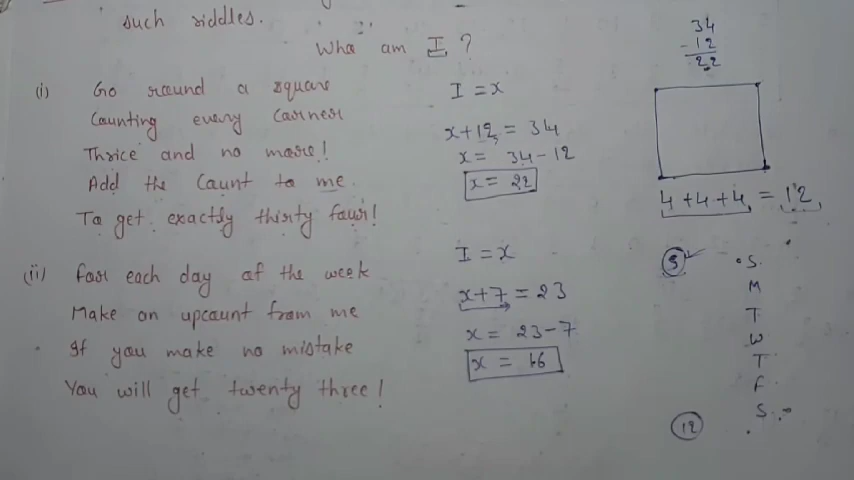 such riddles.
Who am I ?
(i) Go round a square
Counting every corner
Thrice and no more!
Add the Count to me
To get exactly thirty four!
I = x
x+12 = 34
x = 34-12
x = 22
34
-12
22
4+4+4 = 12
(ii) For each day of the week
Make an upcount from me
If you make no mistake
You will get twenty three!
I = x
x+7 = 23
x = 23-7
x = 16
S
M
T
W
T
F
S
12